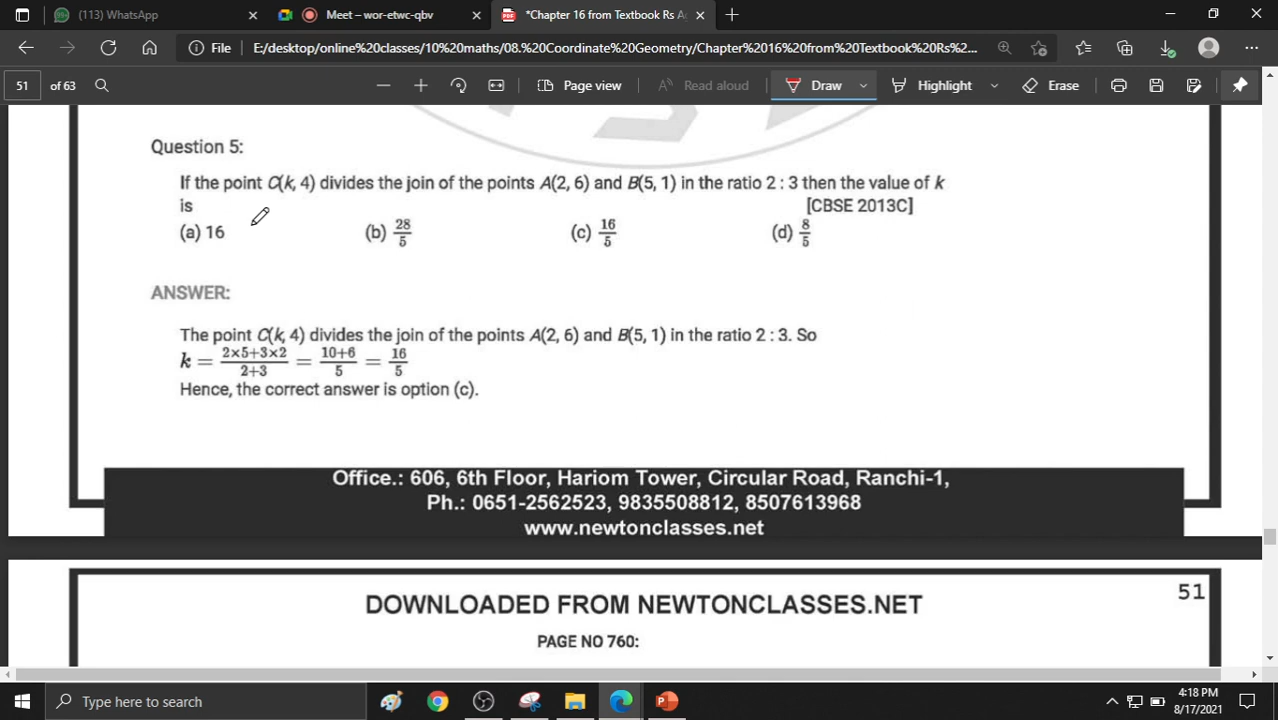 (113) WhatsApp
Meet – wor-etwc-qbv
*Chapter 16 from Textbook Rs A
File
E:/desktop/online%20classes/10%20maths/08.%20Coordinate%20Geometry/Chapter%2016%20from%20Textbook%20Rs%2...
51 of 63
Page view
Read aloud
Draw
Highlight
Erase
Question 5:
If the point C(k, 4) divides the join of the points A(2, 6) and B(5, 1) in the ratio 2 : 3 then the value of k
is
[CBSE 2013C]
(a) 16 (b) 28/5 (c) 16/5 (d) 8/5
ANSWER:
The point C(k, 4) divides the join of the points A(2, 6) and B(5, 1) in the ratio 2 : 3. So
k = 2×5+3×2/2+3 = 10+6/5 = 16/5
Hence, the correct answer is option (c).
Office.: 606, 6th Floor, Hariom Tower, Circular Road, Ranchi-1,
Ph.: 0651-2562523, 9835508812, 8507613968
www.newtonclasses.net
51
DOWNLOADED FROM NEWTONCLASSES.NET
PAGE NO 760:
Type here to search
4:18 PM
8/17/2021